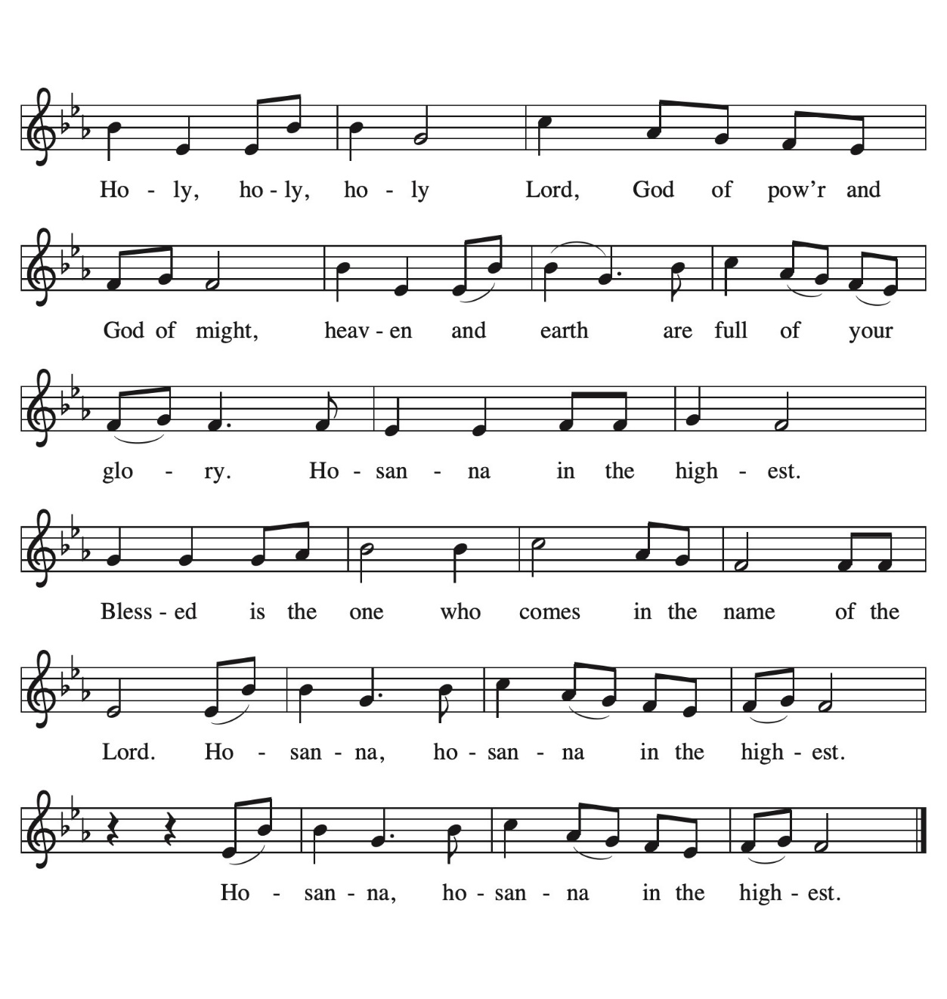 Ho - ly, ho - ly, ho - ly Lord, God of pow’r and
God of might, heav - en and earth are full of your
glo - ry. Ho - san - na in the high - est.
Bless - ed is the one who comes in the name of the
Lord. Ho - san - na, ho - san - na in the high - est.
Ho - san - na, ho - san - na in the high - est.